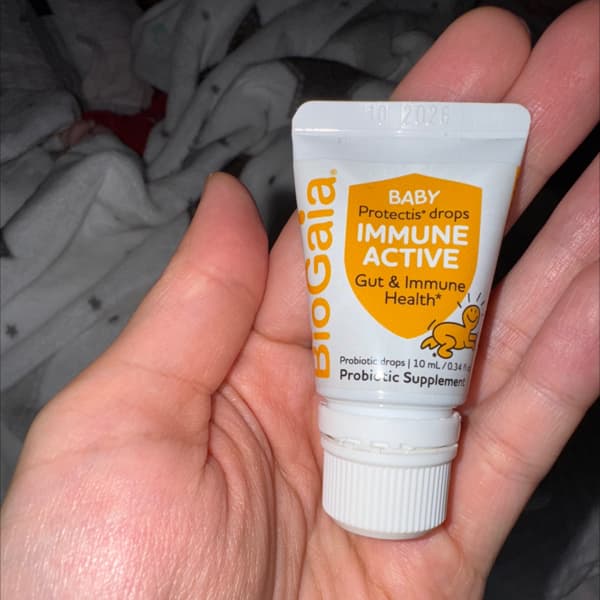 10 2026
BioGaia®
BABY
Protectis® drops
IMMUNE
ACTIVE
Gut & Immune
Health*
Probiotic drops | 10 mL / 0.34 fl
Probiotic Supplement